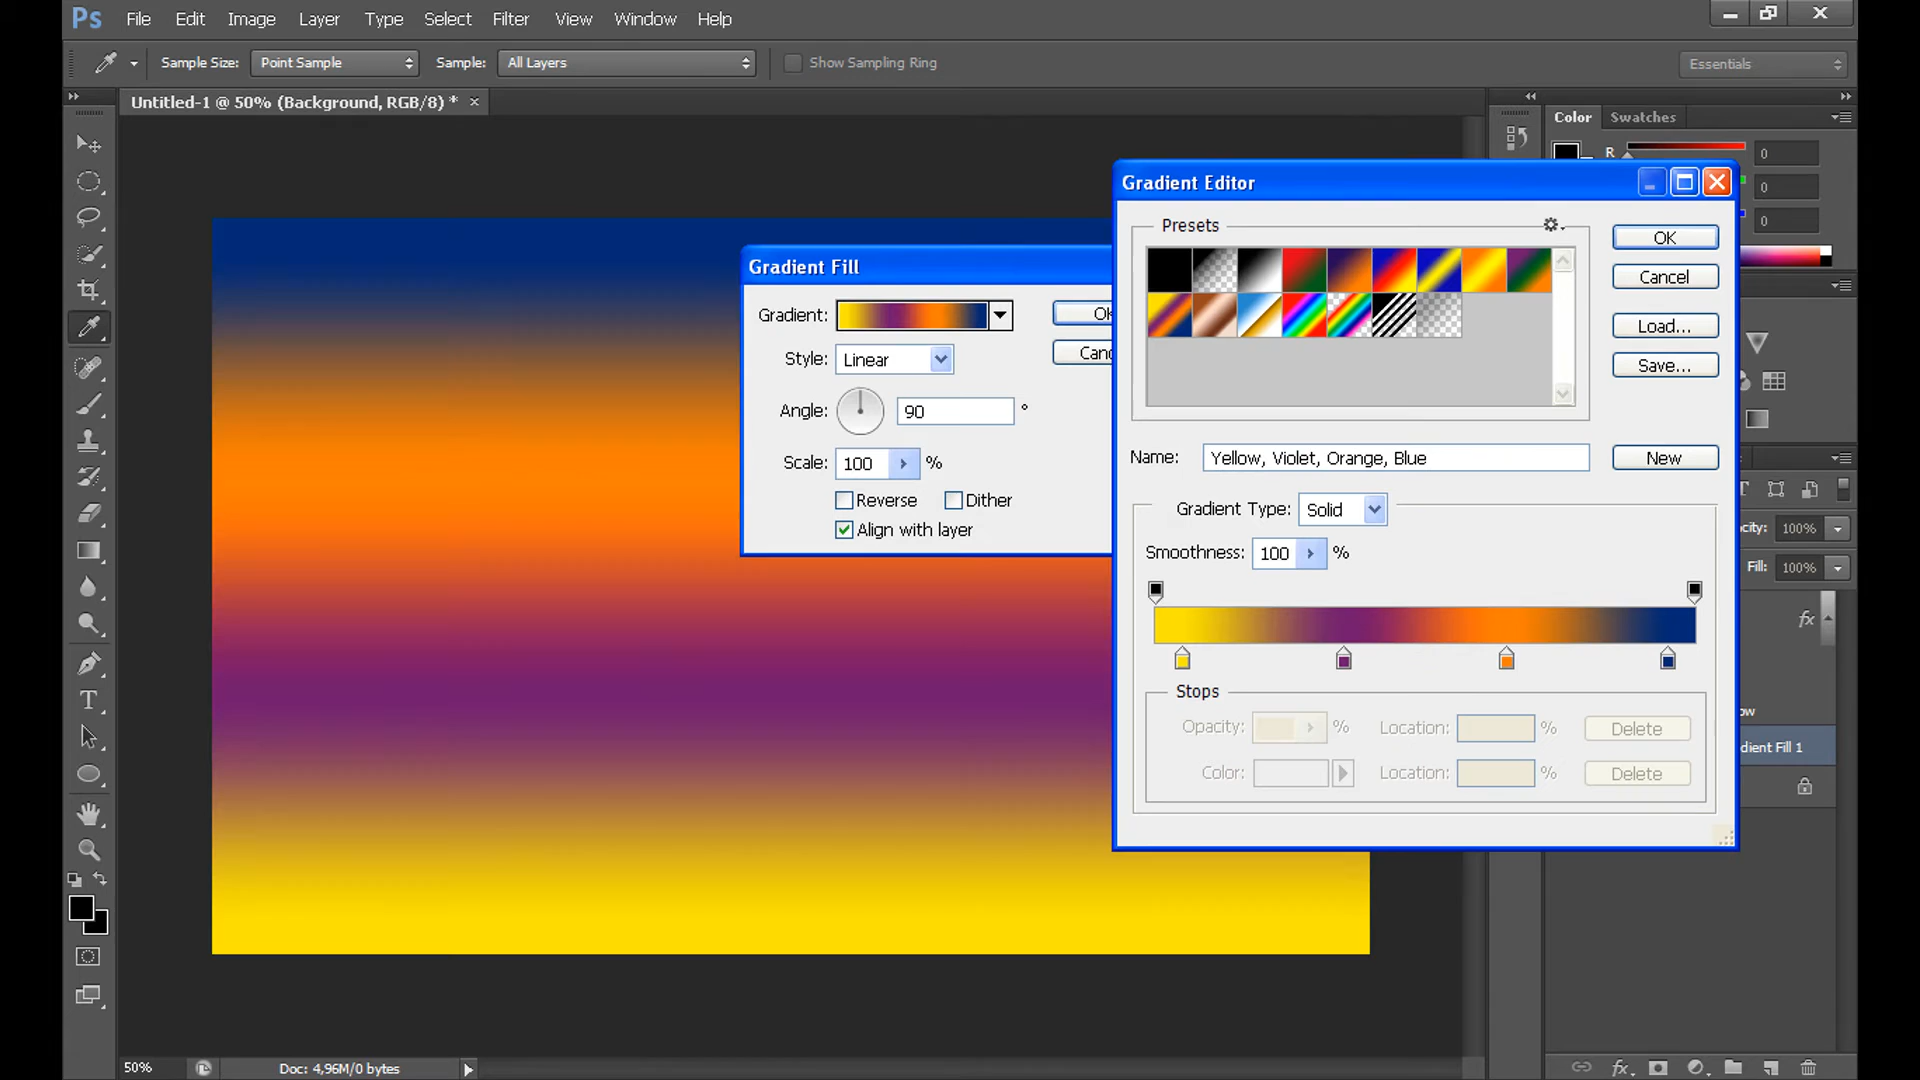 Ps File Edit Image Layer Type Select Filter View Window Help
Sample Size: Point Sample Sample: All Layers Show Sampling Ring Essentials
Untitled-1 @ 50% (Background, RGB/8) * ×
Color Swatches
R 0
0
0
Gradient Fill
Gradient:
Style: Linear
Angle: 90 °
Scale: 100 %
Reverse Dither
Align with layer
Gradient Editor
Presets
OK
Cancel
Load...
Save...
Name: Yellow, Violet, Orange, Blue New
Gradient Type: Solid
Smoothness: 100 %
Stops
Opacity: % Location: % Delete
Color: Location: % Delete
100%
Fill: 100%
fx
dient Fill 1
T
50% Doc: 4,96M/0 bytes
fx.